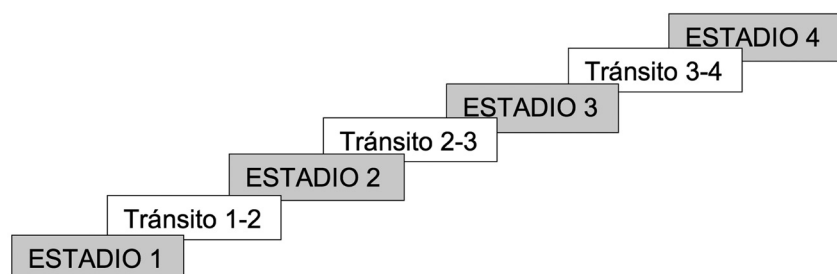 ESTADIO 4
Tránsito 3-4
ESTADIO 3
Tránsito 2-3
ESTADIO 2
Tránsito 1-2
ESTADIO 1